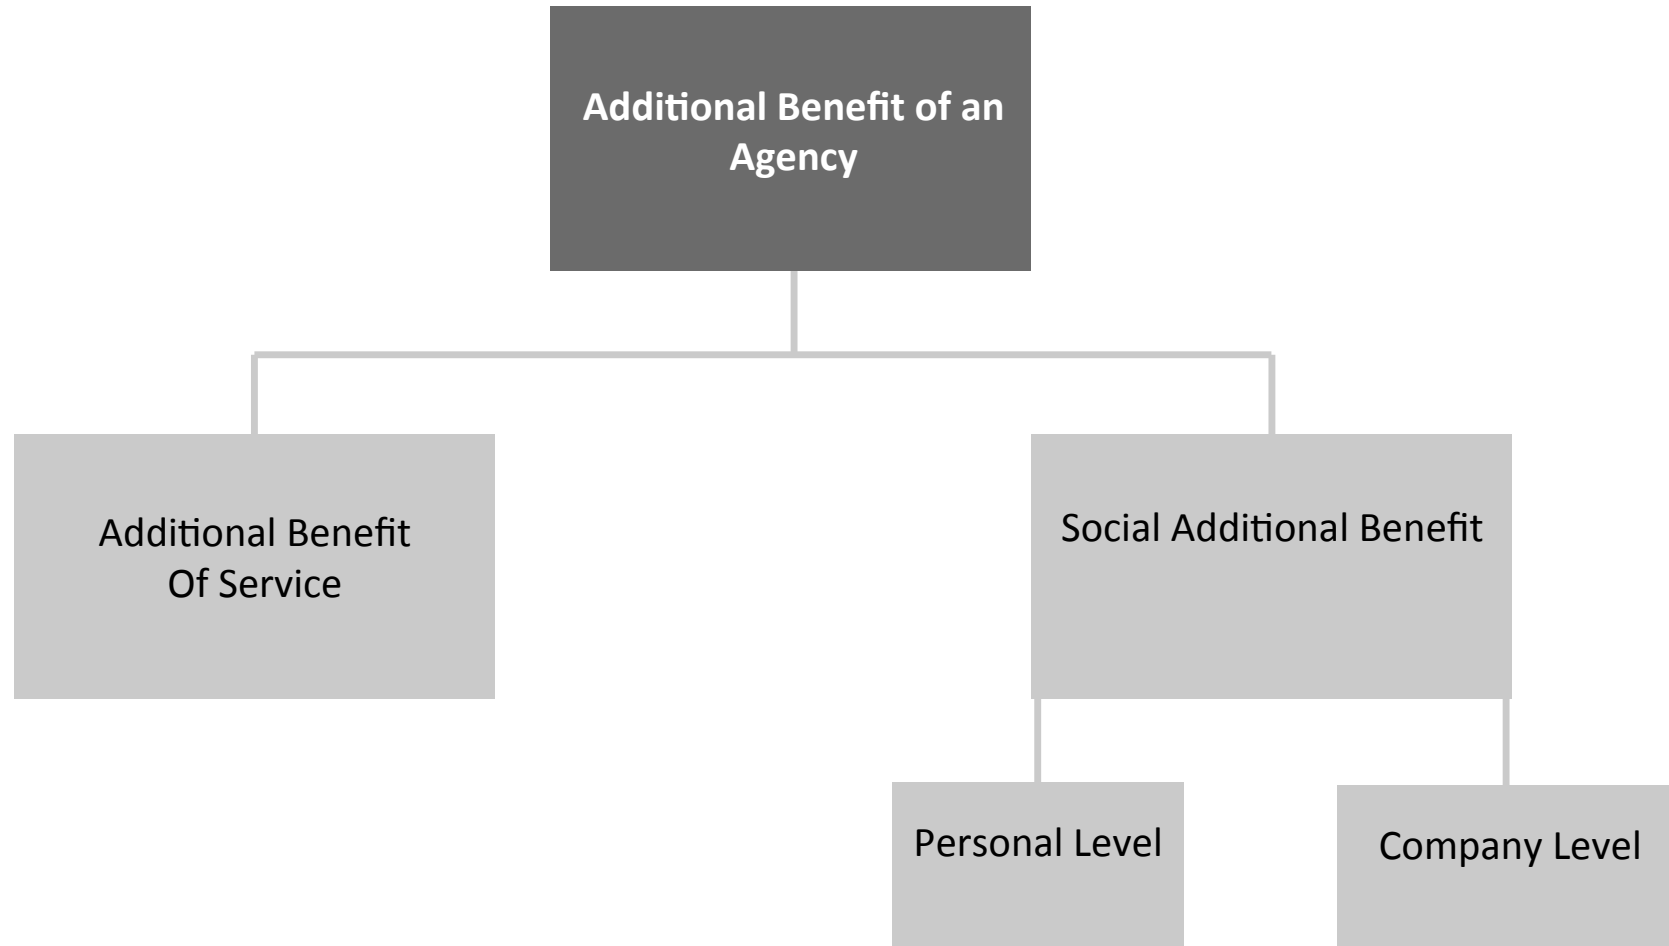 Additional Benefit of an
Agency
Additional Benefit
Of Service
Social Additional Benefit
Personal Level
Company Level